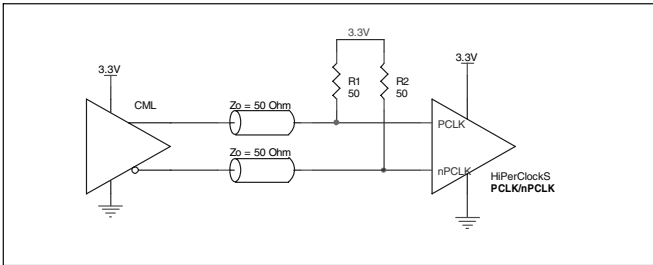 3.3V
3.3V
3.3V
R1
50
R2
50
CML
Zo = 50 Ohm
PCLK
Zo = 50 Ohm
nPCLK
HiPerClockS
PCLK/nPCLK